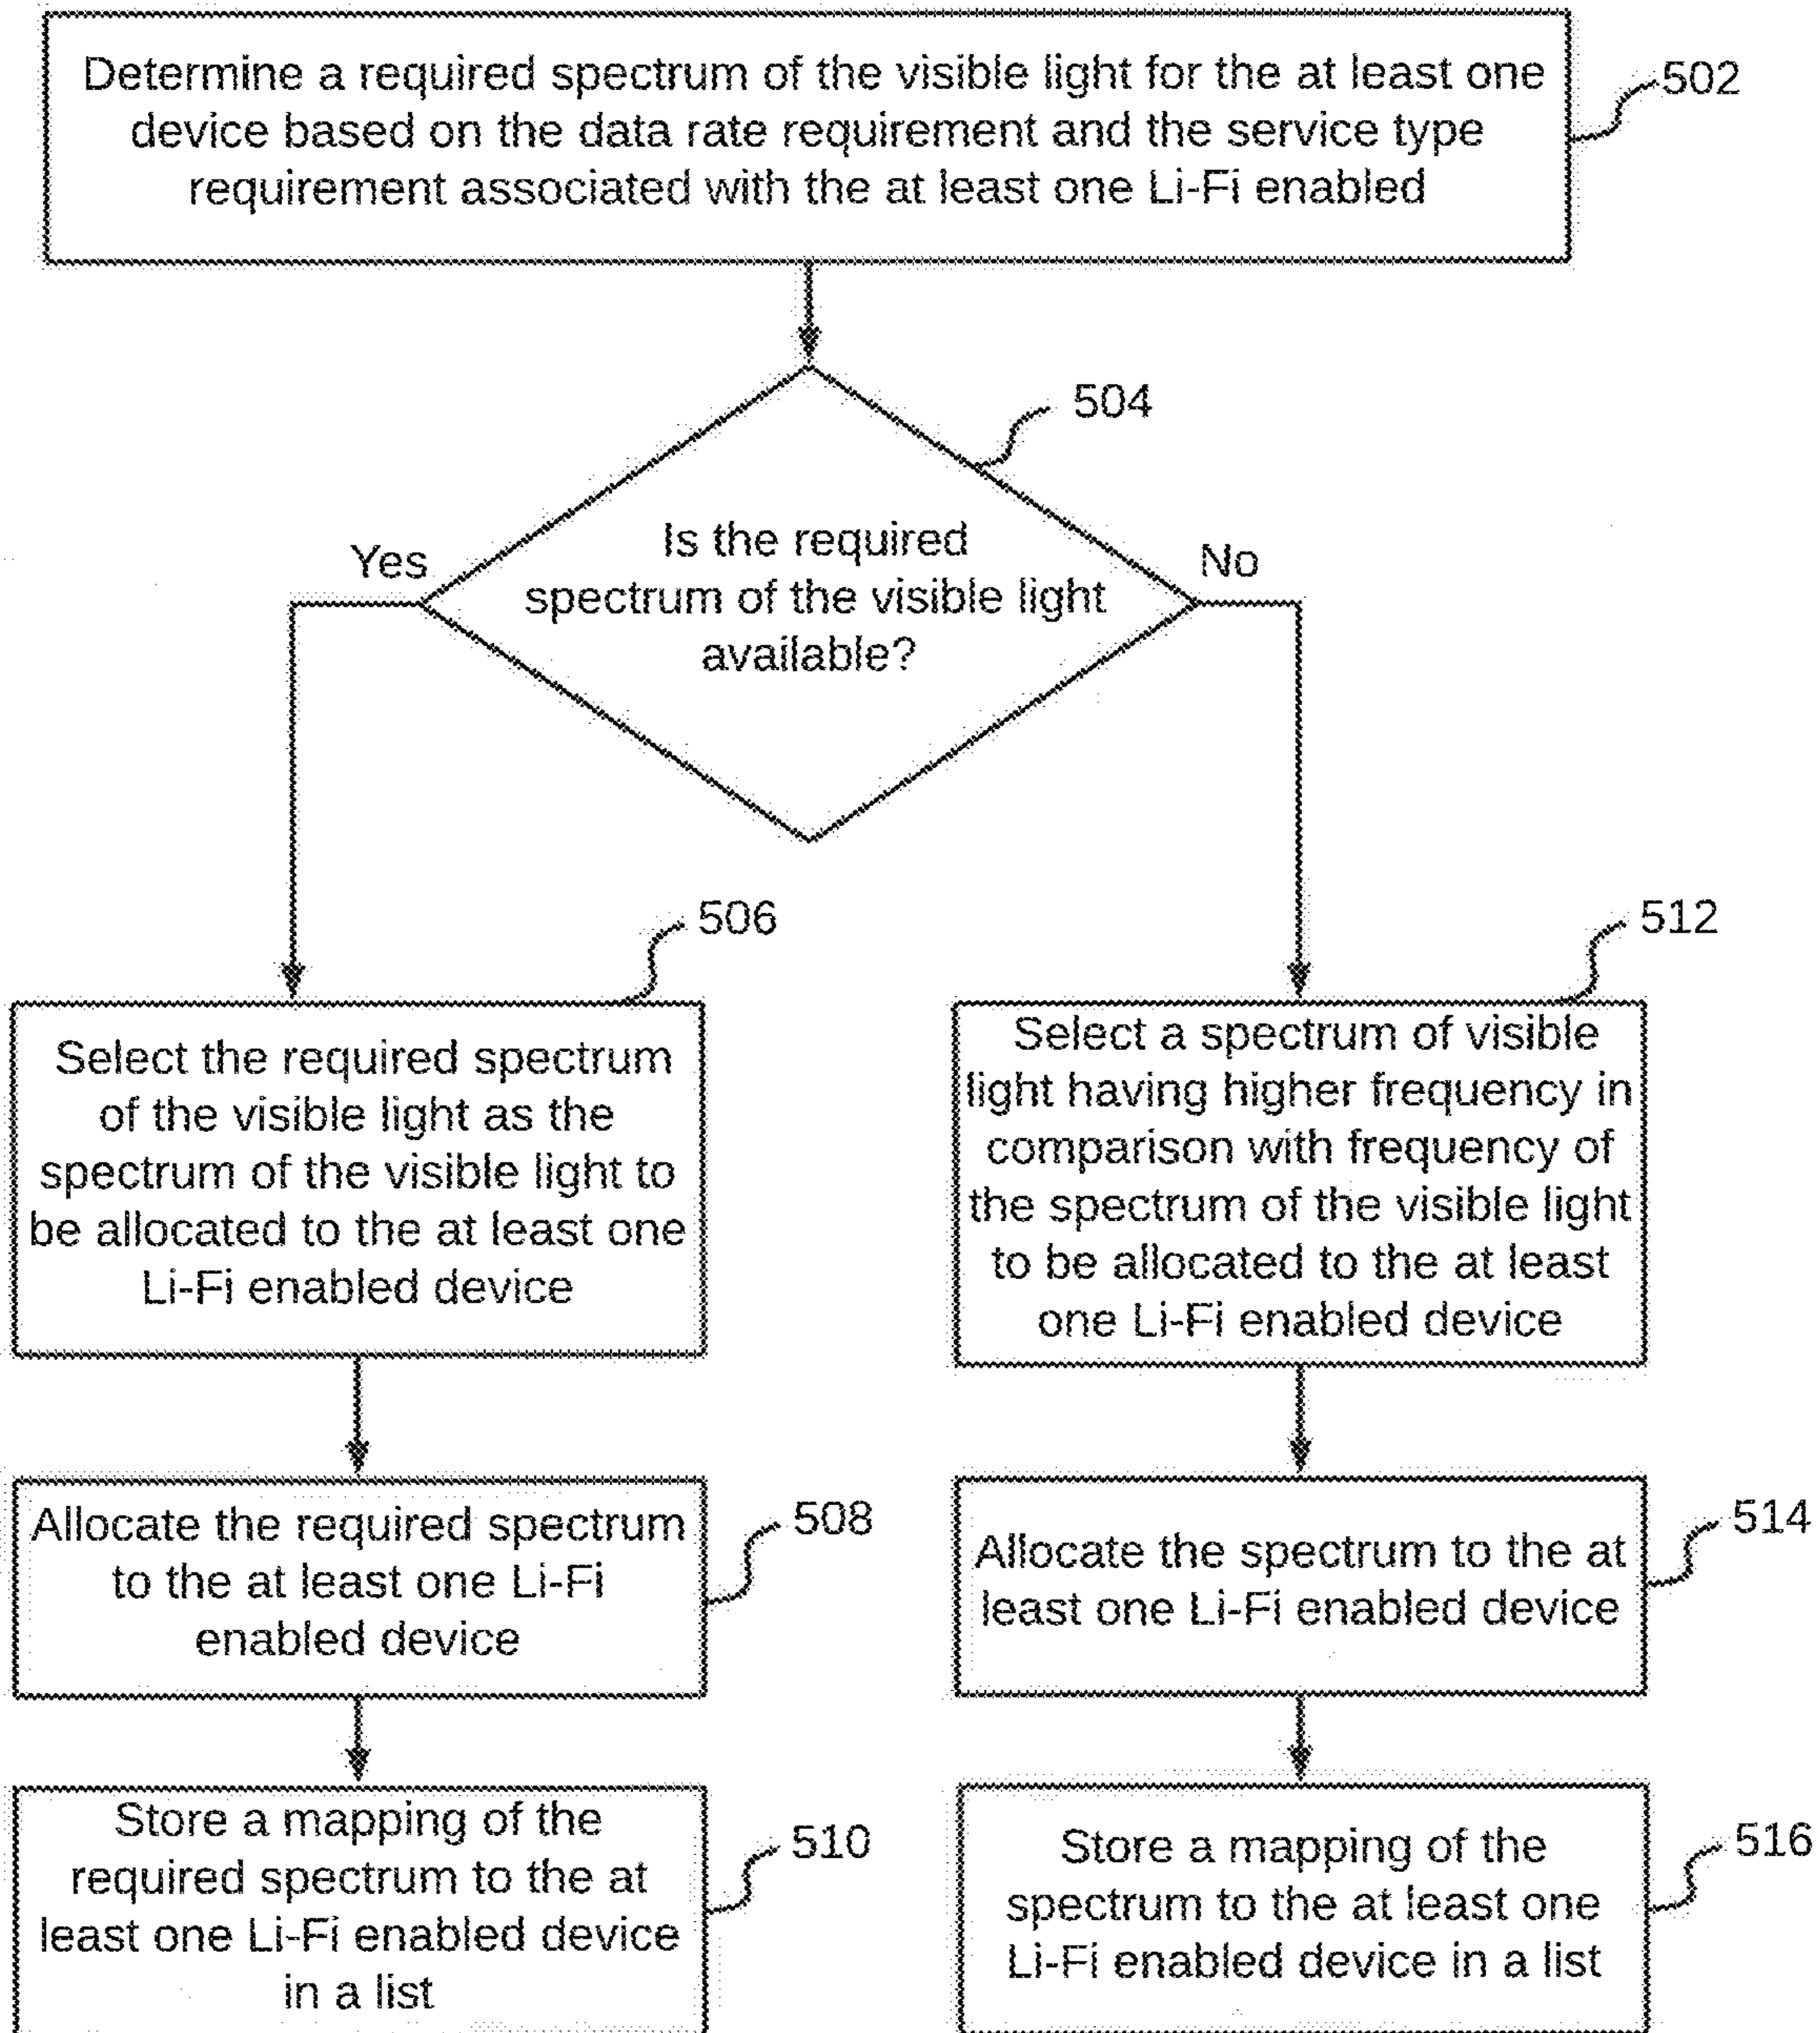 Determine a required spectrum of the visible light for the at least one
device based on the data rate requirement and the service type
requirement associated with the at least one Li-Fi enabled
502
504
Is the required
spectrum of the visible light
available?
Yes
No
506
Select the required spectrum
of the visible light as the
spectrum of the visible light to
be allocated to the at least one
Li-Fi enabled device
512
Select a spectrum of visible
light having higher frequency in
comparison with frequency of
the spectrum of the visible light
to be allocated to the at least
one Li-Fi enabled device
Allocate the required spectrum
to the at least one Li-Fi
enabled device
508
Allocate the spectrum to the at
least one Li-Fi enabled device
514
Store a mapping of the
required spectrum to the at
least one Li-Fi enabled device
in a list
510
Store a mapping of the
spectrum to the at least one
Li-Fi enabled device in a list
516